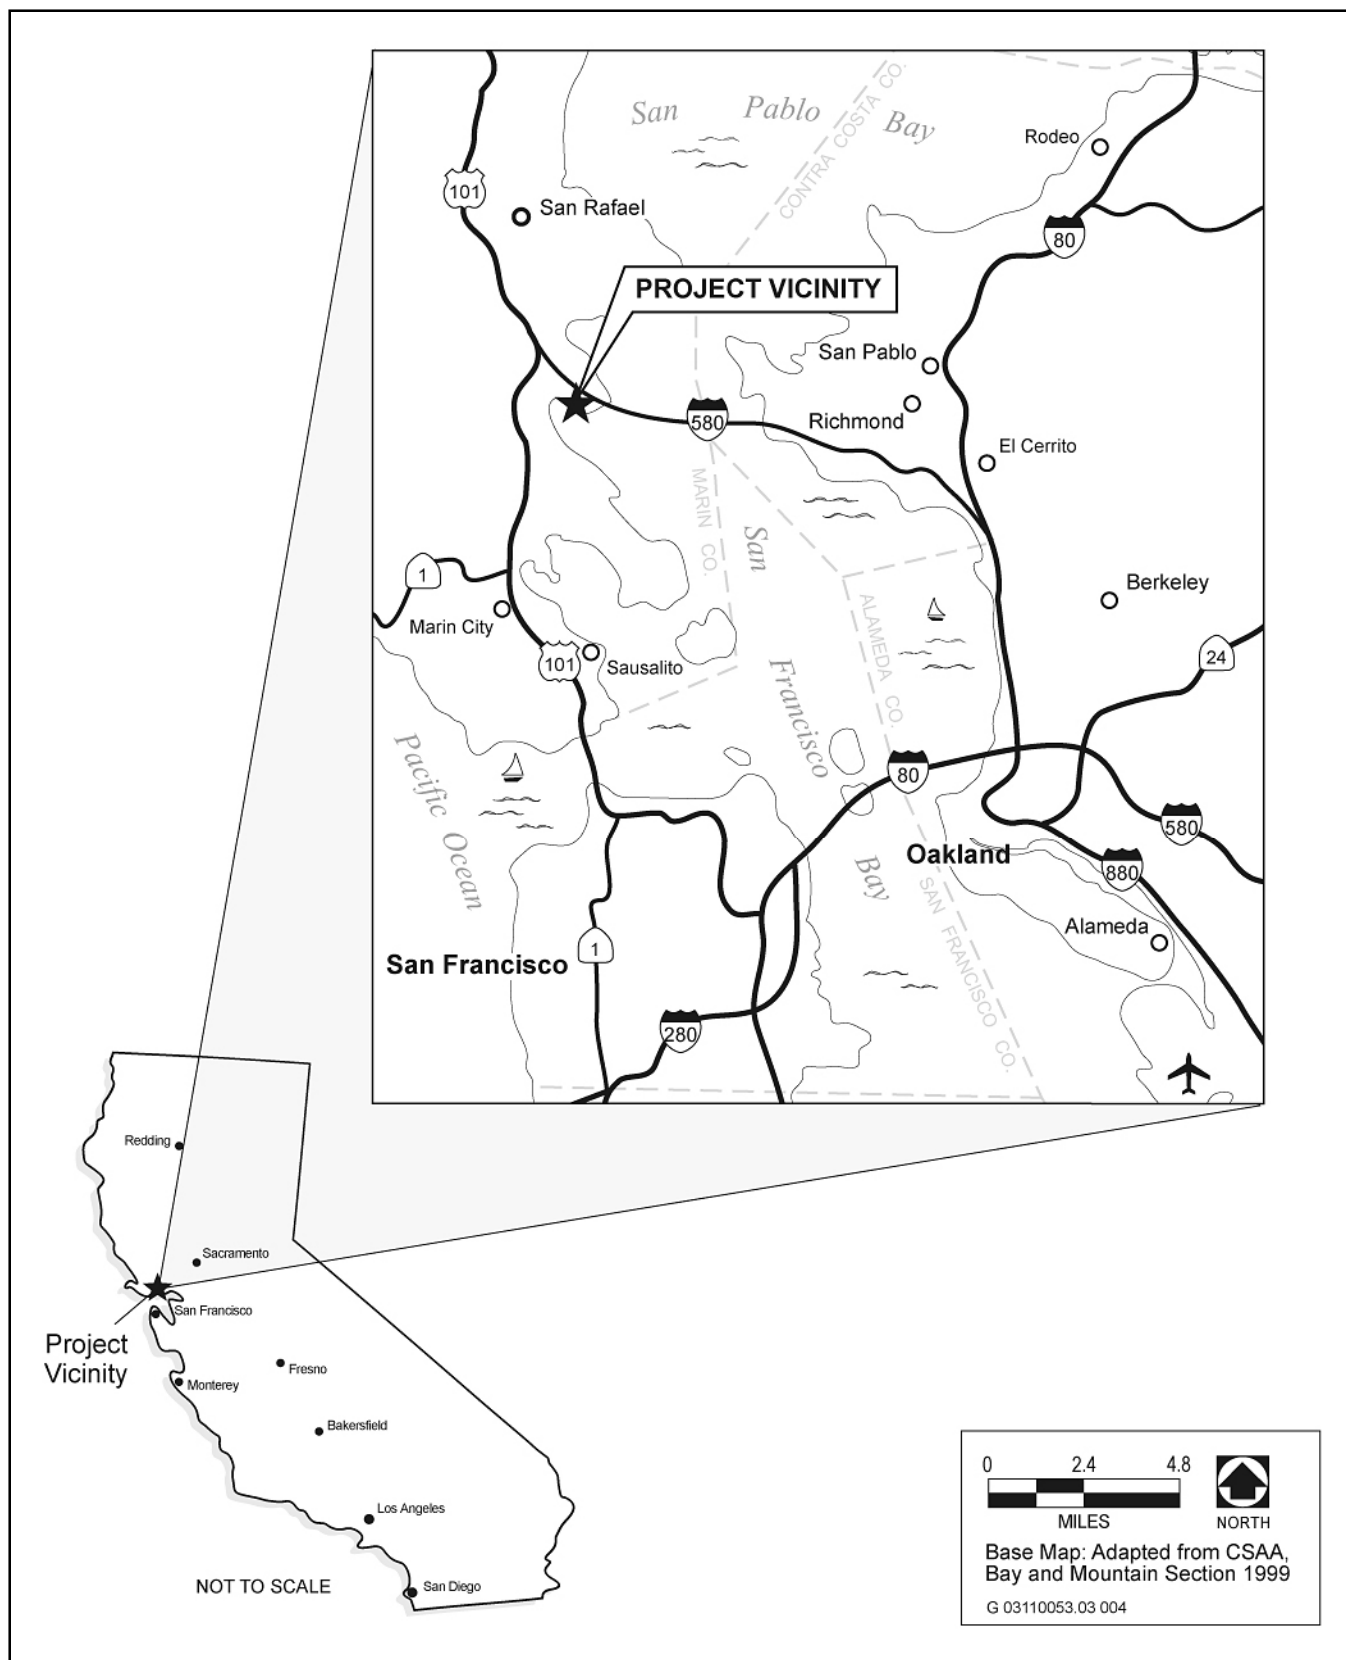 San Pablo Bay
CONTRA COSTA CO.
Rodeo
101
San Rafael
80
PROJECT VICINITY
San Pablo
Richmond
580
El Cerrito
MARIN CO.
San Francisco Bay
1
Marin City
Berkeley
ALAMEDA CO.
24
101
Sausalito
Pacific Ocean
80
580
Oakland
880
SAN FRANCISCO CO.
Alameda
San Francisco
1
280
Redding
Sacramento
San Francisco
Project
Vicinity
Fresno
Monterey
Bakersfield
Los Angeles
San Diego
NOT TO SCALE
0 2.4 4.8
MILES
NORTH
Base Map: Adapted from CSAA,
Bay and Mountain Section 1999
G 03110053.03 004